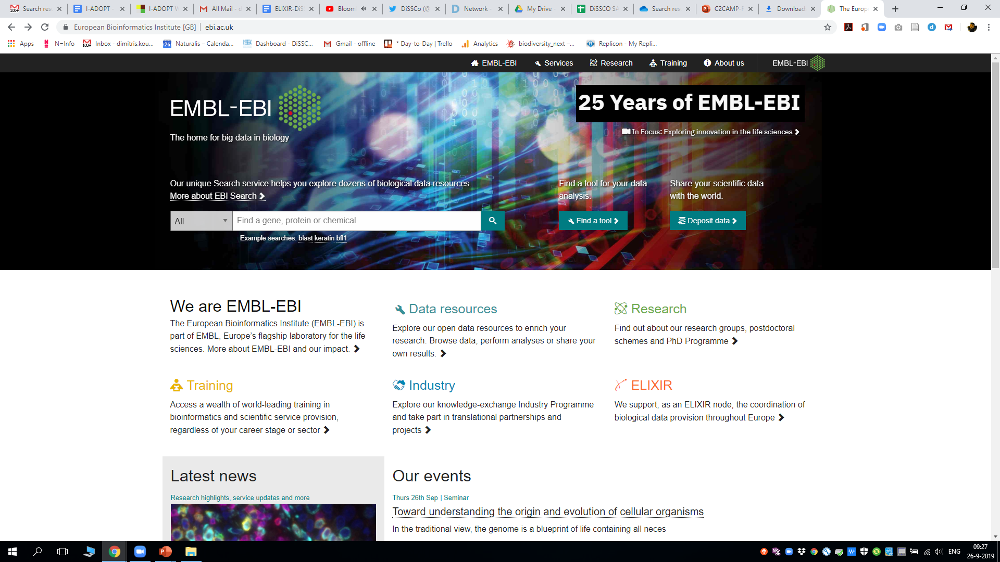 Search res
I-ADOPT -
I-ADOPT W
All Mail - d
ELIXIR-DiS
Bloom
DiSSCo (@
Network -
My Drive -
DiSSCO SA
Search res
C2CAMP-F
Download
The Europ
European Bioinformatics Institute [GB] | ebi.ac.uk
Apps
N=Info
Inbox - dimitris.kou...
Naturalis – Calenda...
Dashboard - DiSSC...
Gmail - offline
* Day-to-Day | Trello
Analytics
biodiversity_next –...
Replicon - My Repli...
EMBL-EBI
Services
Research
Training
About us
EMBL-EBI
EMBL-EBI
The home for big data in biology
25 Years of EMBL-EBI
In Focus: Exploring innovation in the life sciences
Our unique Search service helps you explore dozens of biological data resources.
More about EBI Search
All
Find a gene, protein or chemical
Example searches: blast keratin bfl1
Find a tool for your data
analysis.
Find a tool
Share your scientific data
with the world.
Deposit data
We are EMBL-EBI
The European Bioinformatics Institute (EMBL-EBI) is
part of EMBL, Europe's flagship laboratory for the life
sciences. More about EMBL-EBI and our impact.
Data resources
Explore our open data resources to enrich your
research. Browse data, perform analyses or share your
own results.
Research
Find out about our research groups, postdoctoral
schemes and PhD Programme
Training
Access a wealth of world-leading training in
bioinformatics and scientific service provision,
regardless of your career stage or sector
Industry
Explore our knowledge-exchange Industry Programme
and take part in translational partnerships and
projects
ELIXIR
We support, as an ELIXIR node, the coordination of
biological data provision throughout Europe
Latest news
Research highlights, service updates and more
Our events
Thurs 26th Sep | Seminar
Toward understanding the origin and evolution of cellular organisms
In the traditional view, the genome is a blueprint of life containing all neces
ENG
09:27
26-9-2019